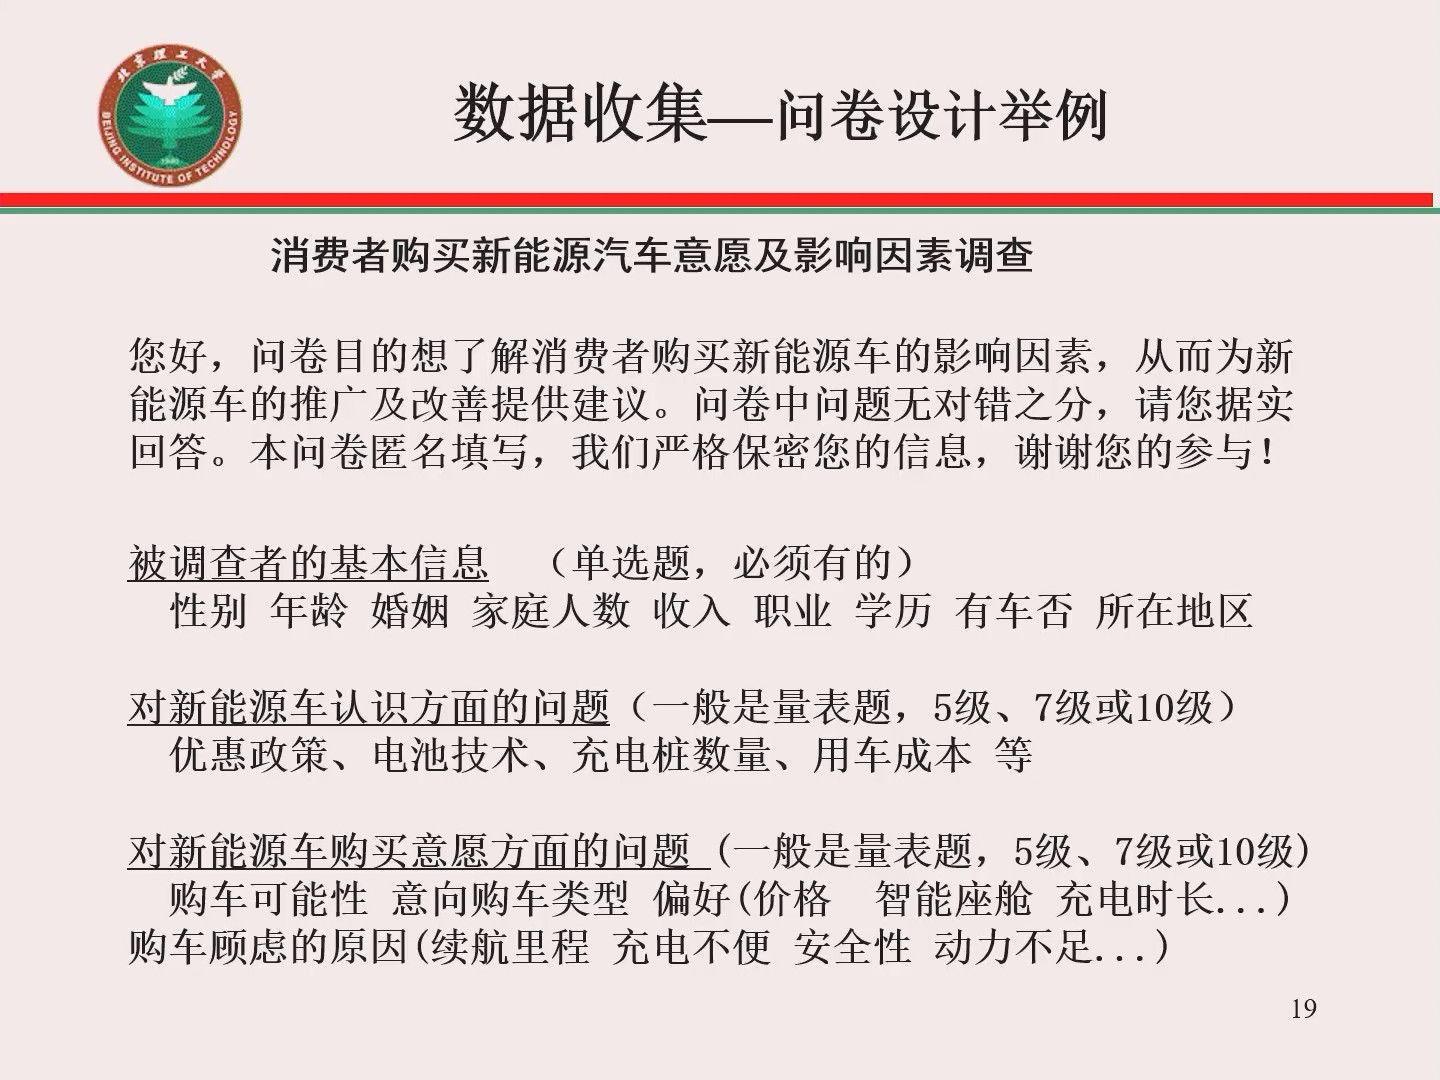 北京理工大学
BEIJING INSTITUTE OF TECHNOLOGY
1940
数据收集—问卷设计举例
消费者购买新能源汽车意愿及影响因素调查
您好，问卷目的想了解消费者购买新能源车的影响因素，从而为新
能源车的推广及改善提供建议。问卷中问题无对错之分，请您据实
回答。本问卷匿名填写，我们严格保密您的信息，谢谢您的参与！
被调查者的基本信息 （单选题，必须有的）
性别 年龄 婚姻 家庭人数 收入 职业 学历 有车否 所在地区
对新能源车认识方面的问题（一般是量表题，5级、7级或10级）
优惠政策、电池技术、充电桩数量、用车成本 等
对新能源车购买意愿方面的问题 (一般是量表题，5级、7级或10级)
购车可能性 意向购车类型 偏好(价格 智能座舱 充电时长...)
购车顾虑的原因(续航里程 充电不便 安全性 动力不足...)
19